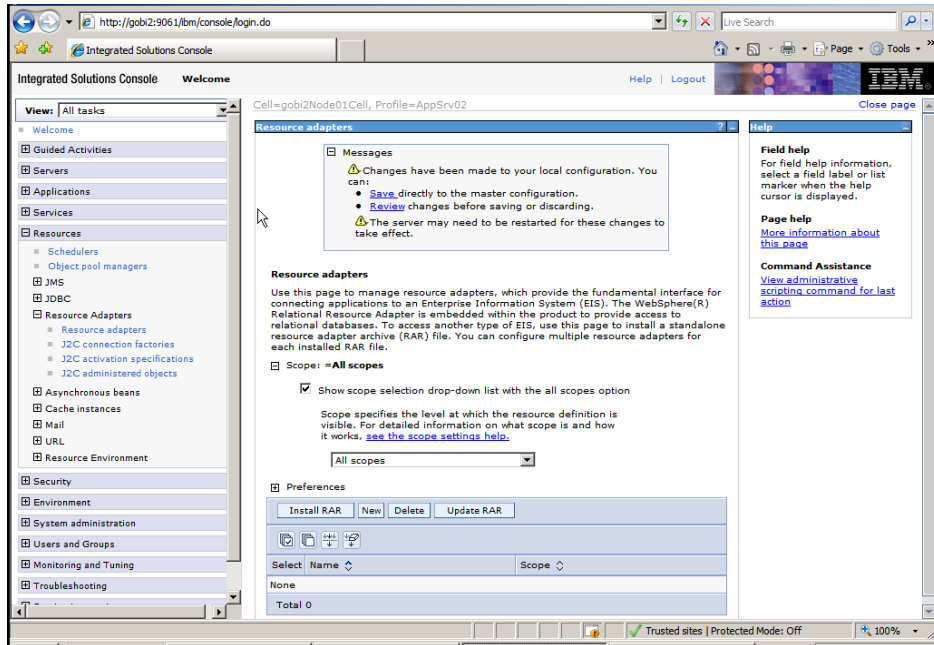 http://gobi2:9061/ibm/console/login.do
Live Search
Integrated Solutions Console
Page
Tools
»
Integrated Solutions Console Welcome
Help | Logout
IBM
View: All tasks
Welcome
Guided Activities
Servers
Applications
Services
Resources
Schedulers
Object pool managers
JMS
JDBC
Resource Adapters
Resource adapters
J2C connection factories
J2C activation specifications
J2C administered objects
Asynchronous beans
Cache instances
Mail
URL
Resource Environment
Security
Environment
System administration
Users and Groups
Monitoring and Tuning
Troubleshooting
Cell=gobi2Node01Cell, Profile=AppSrv02
Close page
Resource adapters
? -
Messages
Changes have been made to your local configuration. You
can:
• Save directly to the master configuration.
• Review changes before saving or discarding.
The server may need to be restarted for these changes to
take effect.
Resource adapters
Use this page to manage resource adapters, which provide the fundamental interface for
connecting applications to an Enterprise Information System (EIS). The WebSphere(R)
Relational Resource Adapter is embedded within the product to provide access to
relational databases. To access another type of EIS, use this page to install a standalone
resource adapter archive (RAR) file. You can configure multiple resource adapters for
each installed RAR file.
Scope: =All scopes
Show scope selection drop-down list with the all scopes option
Scope specifies the level at which the resource definition is
visible. For detailed information on what scope is and how
it works, see the scope settings help.
All scopes
Preferences
Install RAR New Delete Update RAR
Select Name Scope
None
Total 0
Help
Field help
For field help information,
select a field label or list
marker when the help
cursor is displayed.
Page help
More information about
this page
Command Assistance
View administrative
scripting command for last
action
Trusted sites | Protected Mode: Off
100%